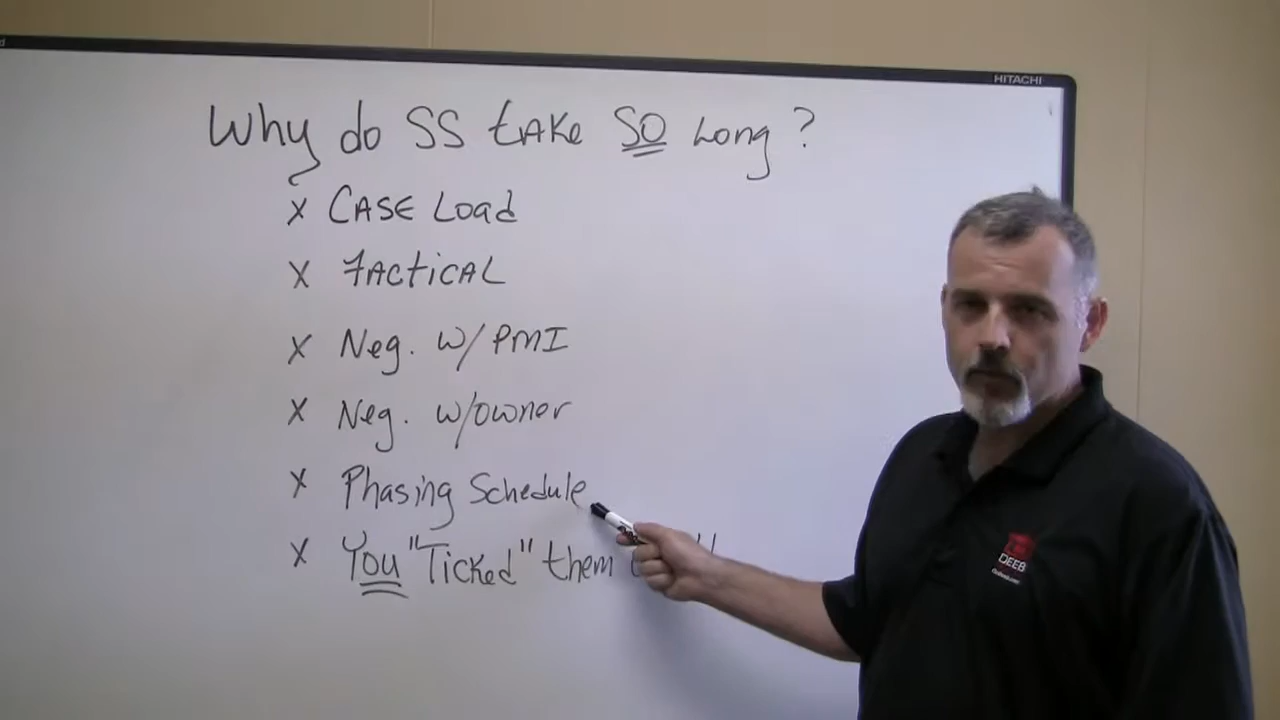 HITACHI
Why do SS tAKe SO Long?
x CASE Load
x TACticAL
x Neg. w/ PMI
x Neg. w/owner
x Phasing Schedule
x You "Ticked" them
DEEB